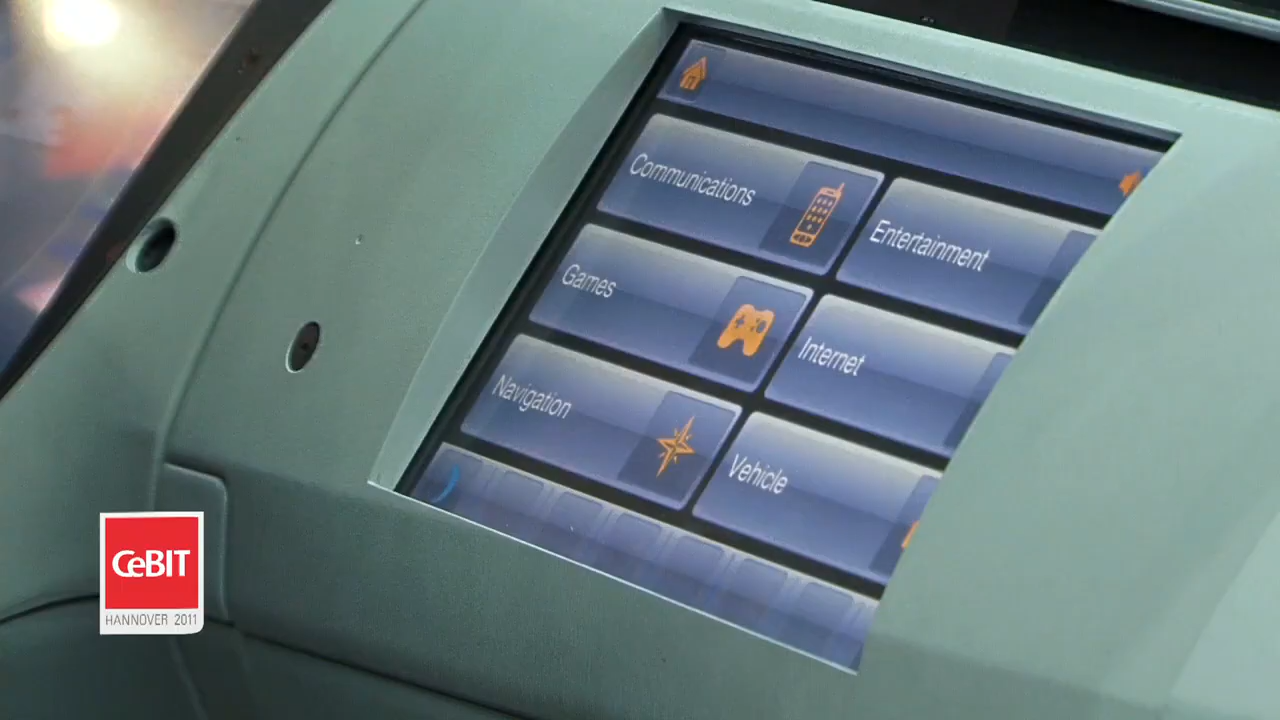 Communications
Entertainment
Games
Internet
Navigation
Vehicle
CeBIT
HANNOVER 2011